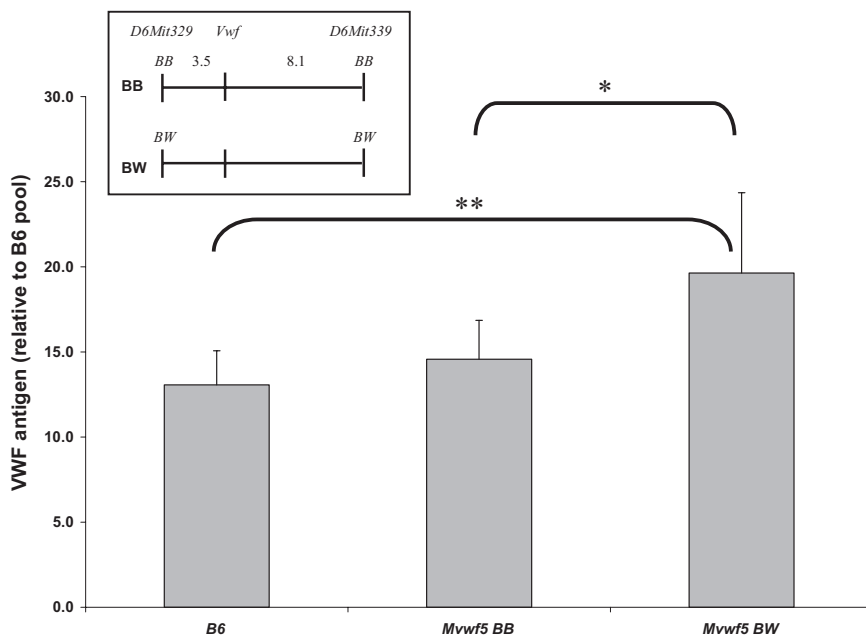 D6Mit329 Vwf D6Mit339
BB 3.5 8.1 BB
BB
BW BW
BW
VWF antigen (relative to B6 pool)
30.0
25.0
20.0
15.0
10.0
5.0
0.0
*
**
B6 Mvwf5 BB Mvwf5 BW